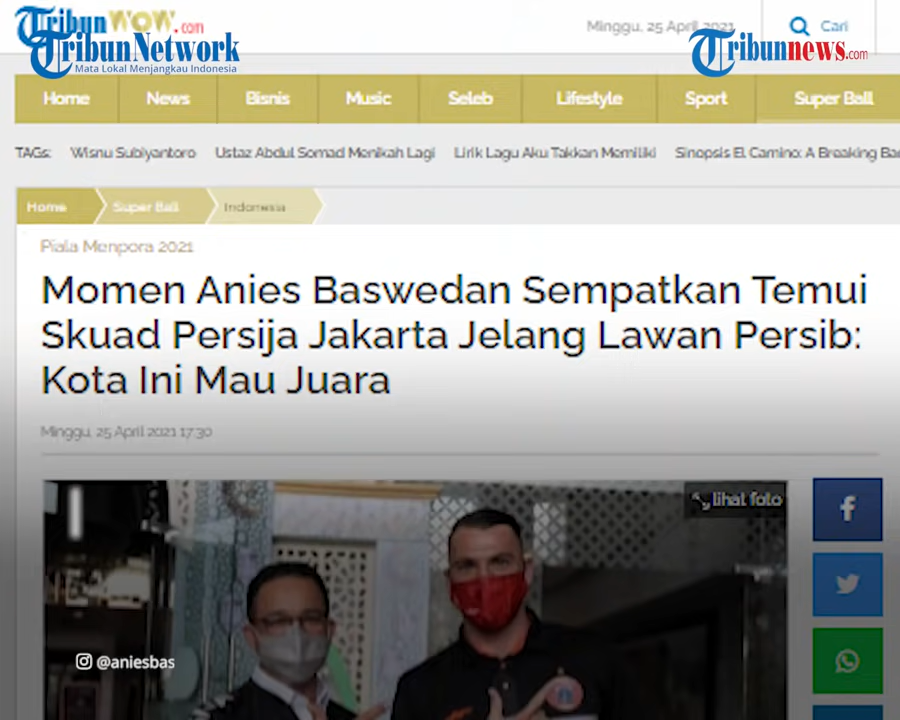 TribunWOW.com
Tribun Network
Mata Lokal Menjangkau Indonesia
Minggu, 25 April 2021
Cari
Tribunnews.com
Home News Bisnis Music Seleb Lifestyle Sport Super Ball
TAGs: Wisnu Subiyantoro Ustaz Abdul Somad Menikah Lagi Lirik Lagu Aku Takkan Memiliki Sinopsis El Camino: A Breaking Ba
Home Super Ball Indonesia
Piala Menpora 2021
Momen Anies Baswedan Sempatkan Temui
Skuad Persija Jakarta Jelang Lawan Persib:
Kota Ini Mau Juara
Minggu, 25 April 2021 17:30
lihat foto
@aniesbas